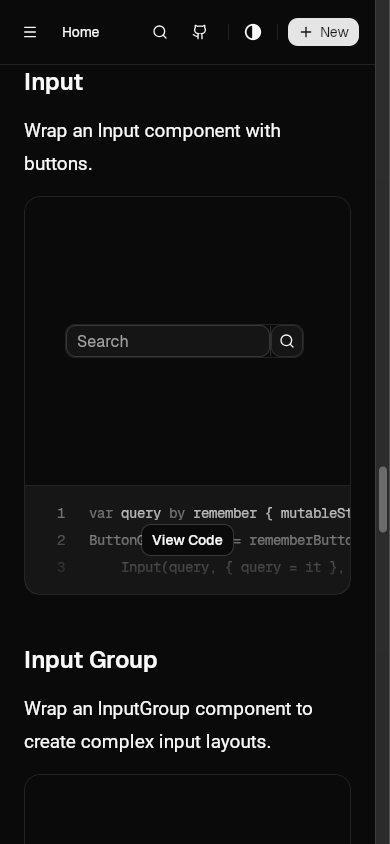 Home
New
Input
Wrap an Input component with
buttons.
Search
1 var query by remember { mutableSt
2 ButtonG
View Code
= rememberButto
3 Input(query, { query = it },
Input Group
Wrap an InputGroup component to
create complex input layouts.